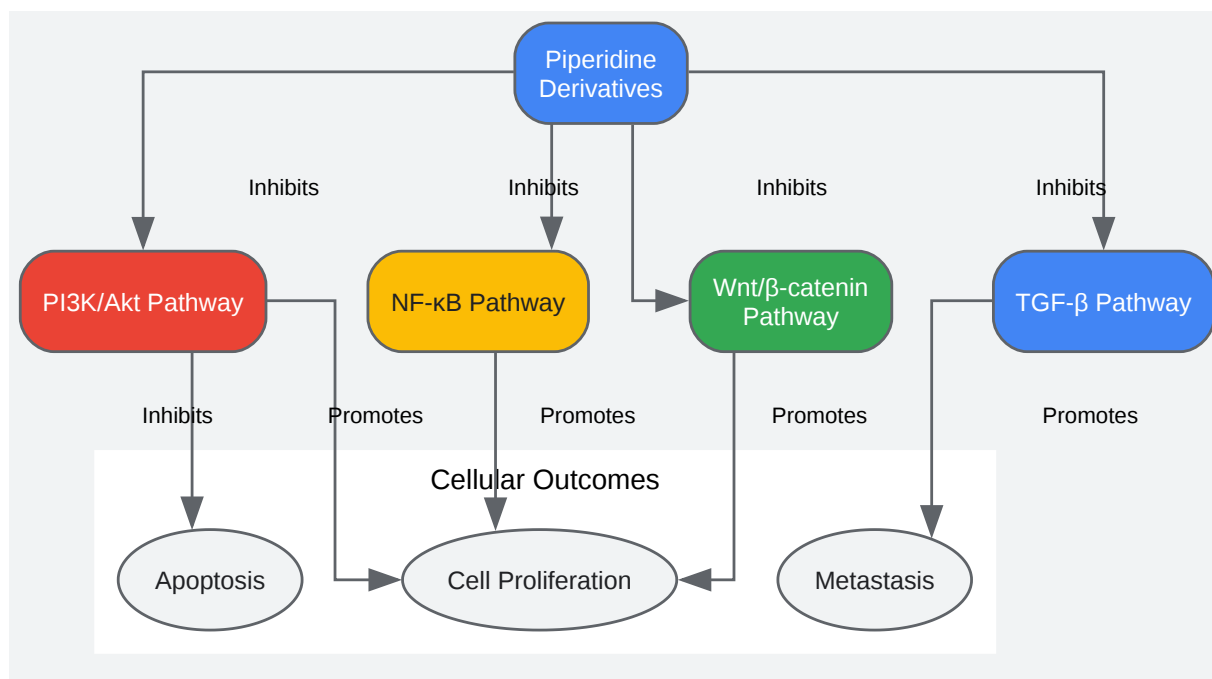 Piperidine
Derivatives
Inhibits
Inhibits
Inhibits
Inhibits
PI3K/Akt Pathway
NF-κB Pathway
Wnt/β-catenin
Pathway
TGF-β Pathway
Inhibits
Promotes
Promotes
Promotes
Promotes
Cellular Outcomes
Apoptosis
Cell Proliferation
Metastasis